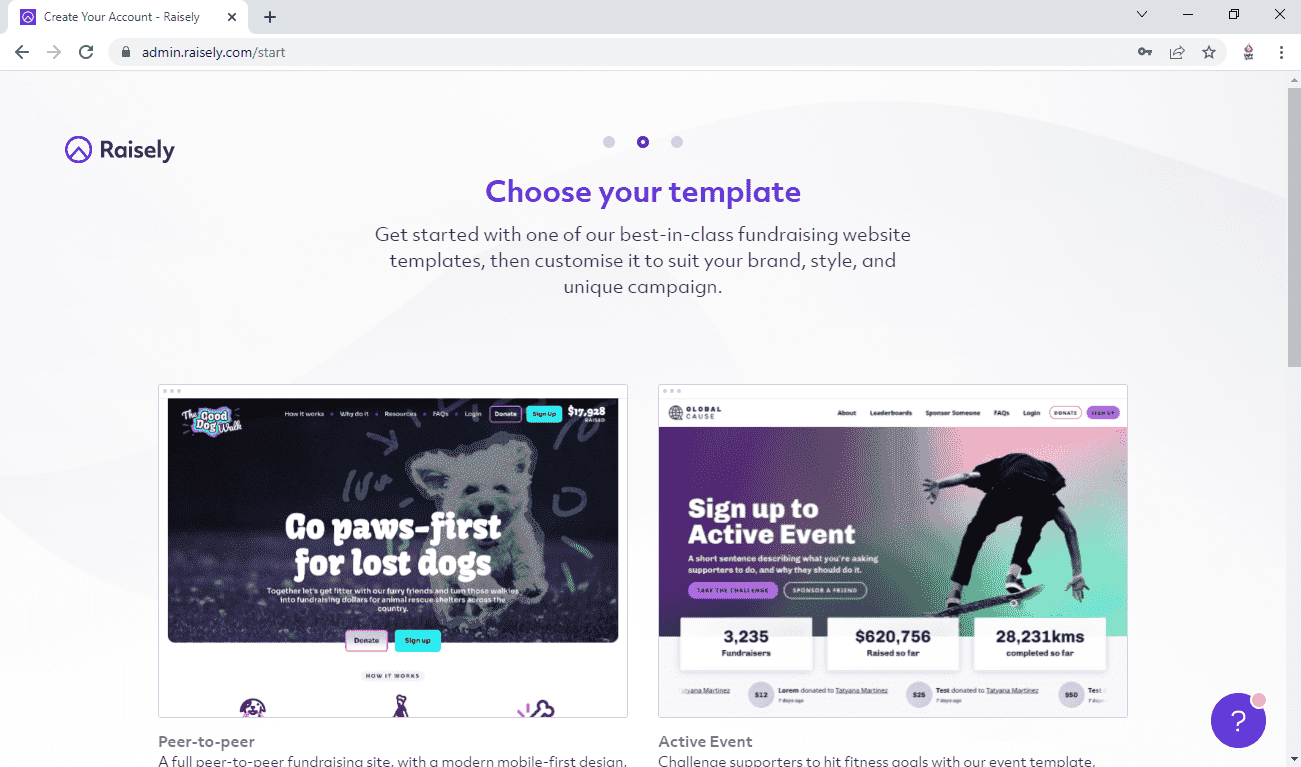 Create Your Account - Raisely
admin.raisely.com/start
Raisely
Choose your template
Get started with one of our best-in-class fundraising website
templates, then customise it to suit your brand, style, and
unique campaign.
The Good Dog Walk
How it works Why do it Resources FAQs Login Donate Sign Up $17,928
RAISED
Go paws-first
for lost dogs
Together let's get fitter with our furry friends and turn those walkies
into fundraising dollars for animal rescue shelters across the
country.
Donate Sign up
HOW IT WORKS
Peer-to-peer
A full peer-to-peer fundraising site, with a modern mobile-first design.
GLOBAL
CAUSE
About Leaderboards Sponsor Someone FAQs Login DONATE SIGN UP
Sign up to
Active Event
A short sentence describing what you're asking
supporters to do, and why they should do it.
TAKE THE CHALLENGE SPONSOR A FRIEND
3,235 $620,756 28,231kms
Fundraisers Raised so far completed so far
Tatyana Martinez $12 Lorem donated to Tatyana Martinez $25 Test donated to Tatyana Martinez $50 Test
7 days ago 7 days ago 7 days
Active Event
Challenge supporters to hit fitness goals with our event template.
?